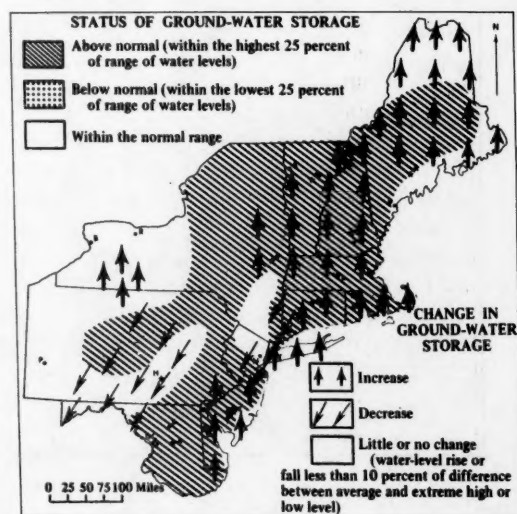 STATUS OF GROUND-WATER STORAGE
Above normal (within the highest 25 percent
of range of water levels)
Below normal (within the lowest 25 percent
of range of water levels)
Within the normal range
N
CHANGE IN
GROUND-WATER
STORAGE
Increase
Decrease
Little or no change
(water-level rise or
fall less than 10 percent of difference
between average and extreme high or
low level)
0 25 50 75 100 Miles